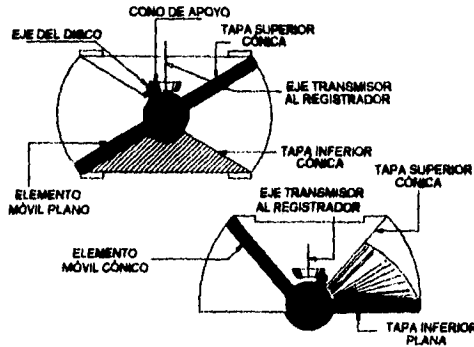 CONO DE APOYO
EJE DEL DISCO
TAPA SUPERIOR
CÓNICA
EJE TRANSMISOR
AL REGISTRADOR
TAPA INFERIOR
CÓNICA
ELEMENTO
MÓVIL PLANO
TAPA SUPERIOR
CÓNICA
EJE TRANSMISOR
AL REGISTRADOR
ELEMENTO
MÓVIL CÓNICO
TAPA INFERIOR
PLANA